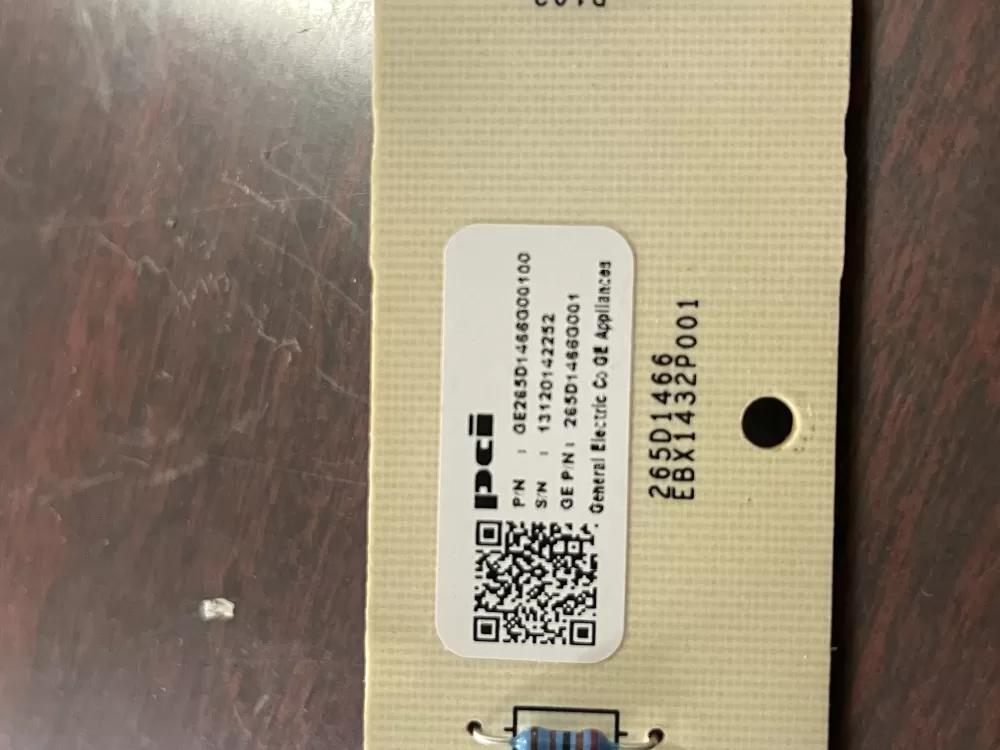 pci
P/N : GE265D1466G00100
S/N : 13120142252
GE P/N : 265D1466G001
General Electric Co GE Appliances
265D1466
EBX1432P001